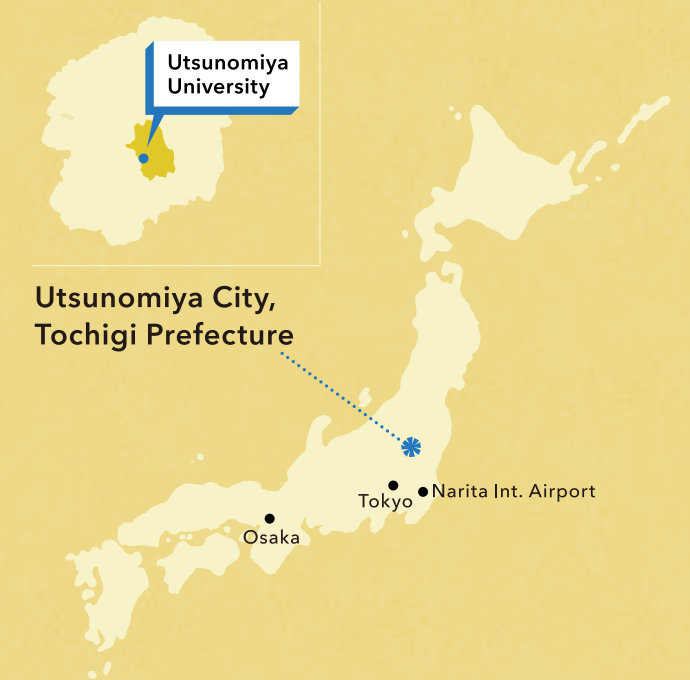 Utsunomiya
University
Utsunomiya City,
Tochigi Prefecture
Tokyo
Narita Int. Airport
Osaka